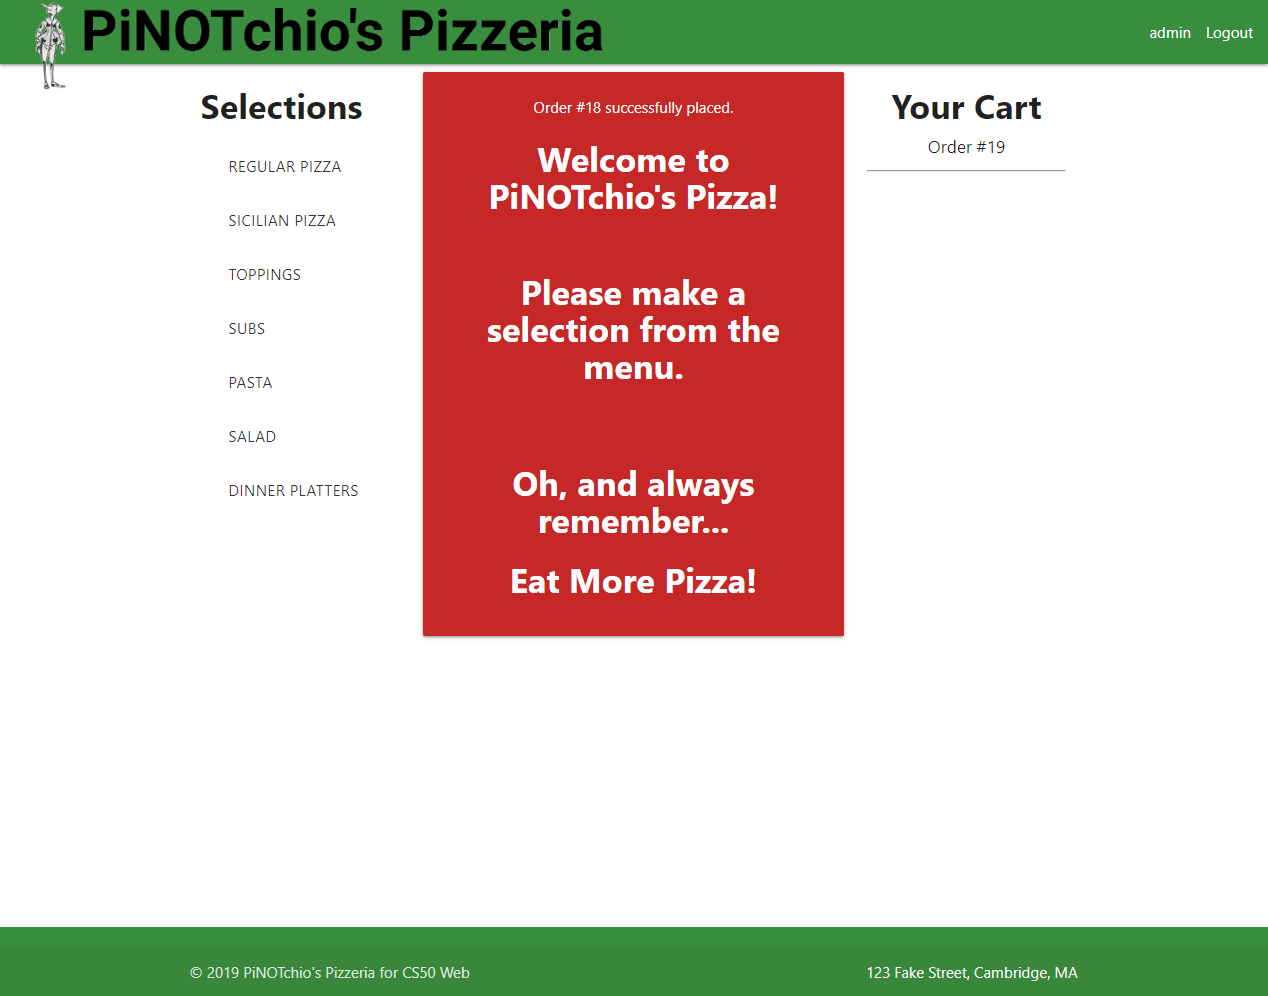 PiNOTchio's Pizzeria
admin Logout
Selections
REGULAR PIZZA
SICILIAN PIZZA
TOPPINGS
SUBS
PASTA
SALAD
DINNER PLATTERS
Order #18 successfully placed.
Welcome to
PiNOTchio's Pizza!
Please make a
selection from the
menu.
Oh, and always
remember...
Eat More Pizza!
Your Cart
Order #19
© 2019 PiNOTchio's Pizzeria for CS50 Web
123 Fake Street, Cambridge, MA